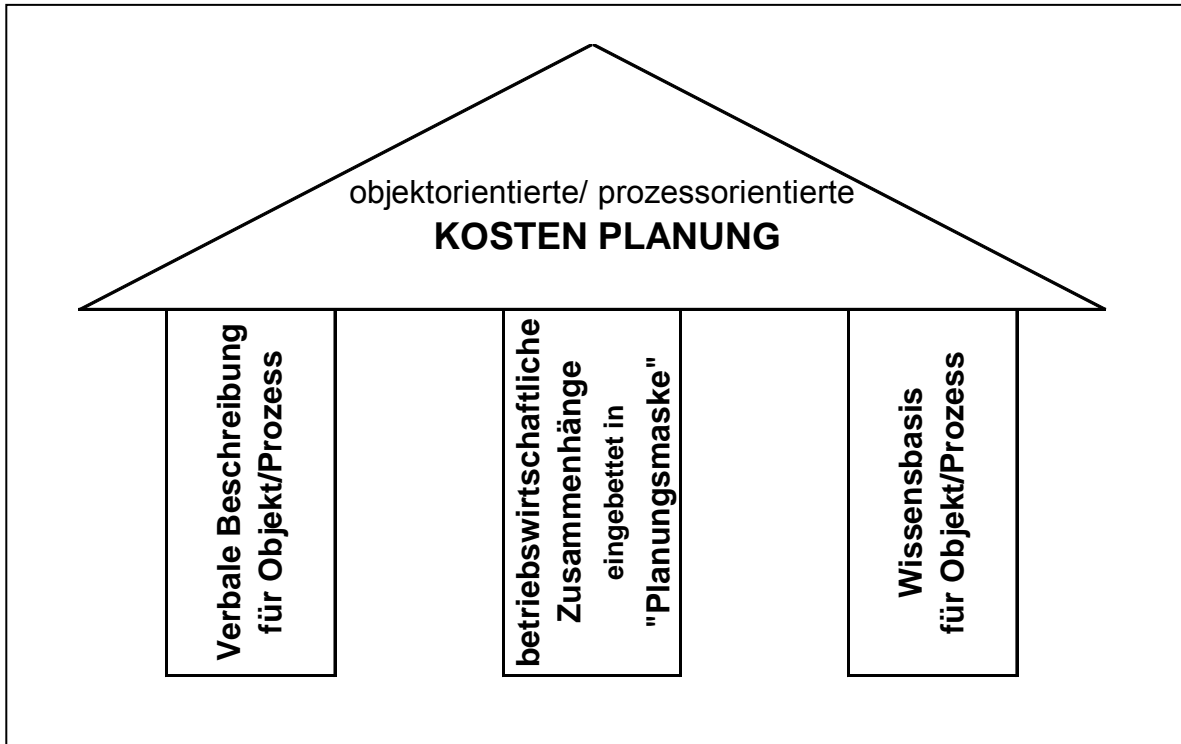 objektorientierte/ prozessorientierte
KOSTEN PLANUNG
Verbale Beschreibung
für Objekt/Prozess
betriebswirtschaftliche
Zusammenhänge
eingebettet in
"Planungsmaske"
Wissensbasis
für Objekt/Prozess